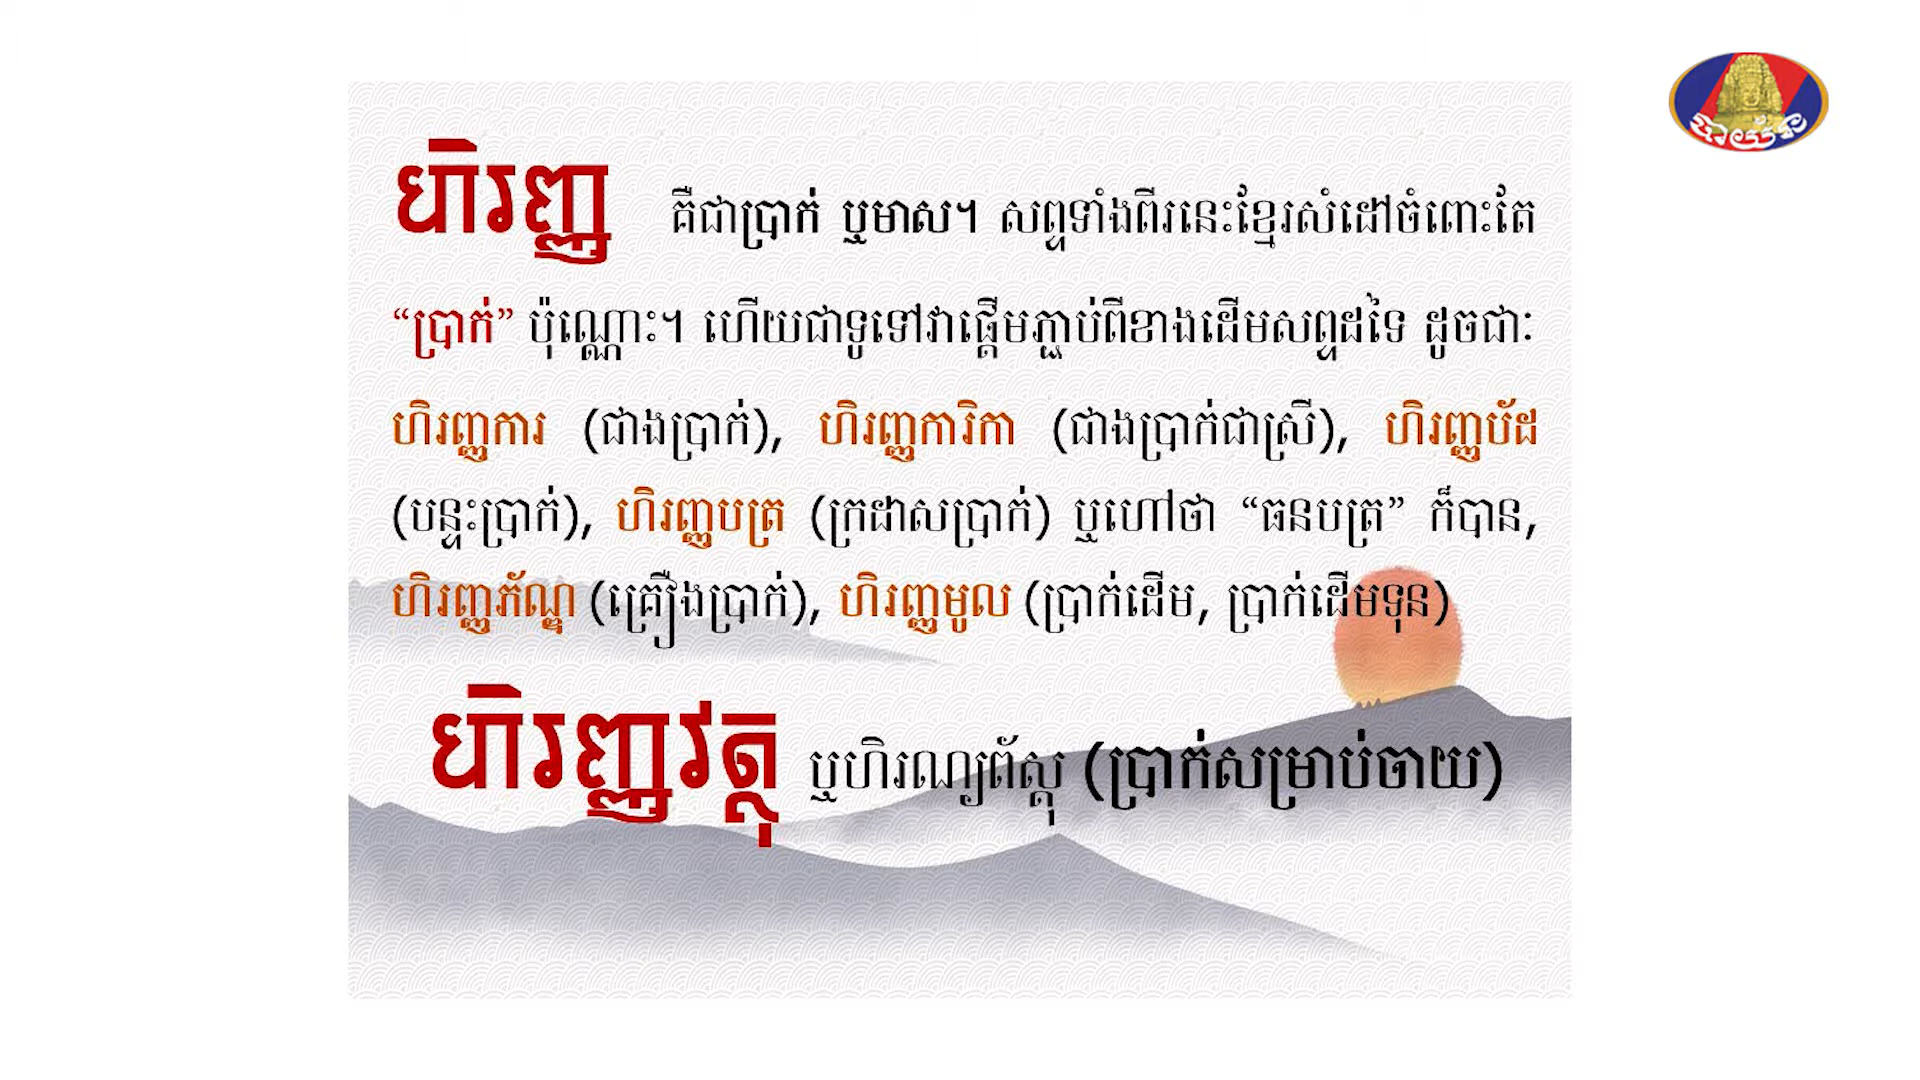 បាយ័ន
ហិរញ្ញ គឺជាប្រាក់ ឬមាស។ សព្ទទាំងពីរនេះខ្មែរសំដៅចំពោះតែ
“ប្រាក់” ប៉ុណ្ណោះ។ ហើយជាទូទៅវាផ្តើមភ្ជាប់ពីខាងដើមសព្ទដទៃ ដូចជាៈ
ហិរញ្ញការ (ជាងប្រាក់), ហិរញ្ញការិកា (ជាងប្រាក់ជាស្រី), ហិរញ្ញប័ដ
(បន្ទះប្រាក់), ហិរញ្ញបត្រ (ក្រដាសប្រាក់) ឬហៅថា “ធនបត្រ” ក៏បាន,
ហិរញ្ញភ័ណ្ឌ (គ្រឿងប្រាក់), ហិរញ្ញមូល (ប្រាក់ដើម, ប្រាក់ដើមទុន)
ហិរញ្ញវត្ថុ ឬហិរណ្យព័ស្តុ (ប្រាក់សម្រាប់ចាយ)